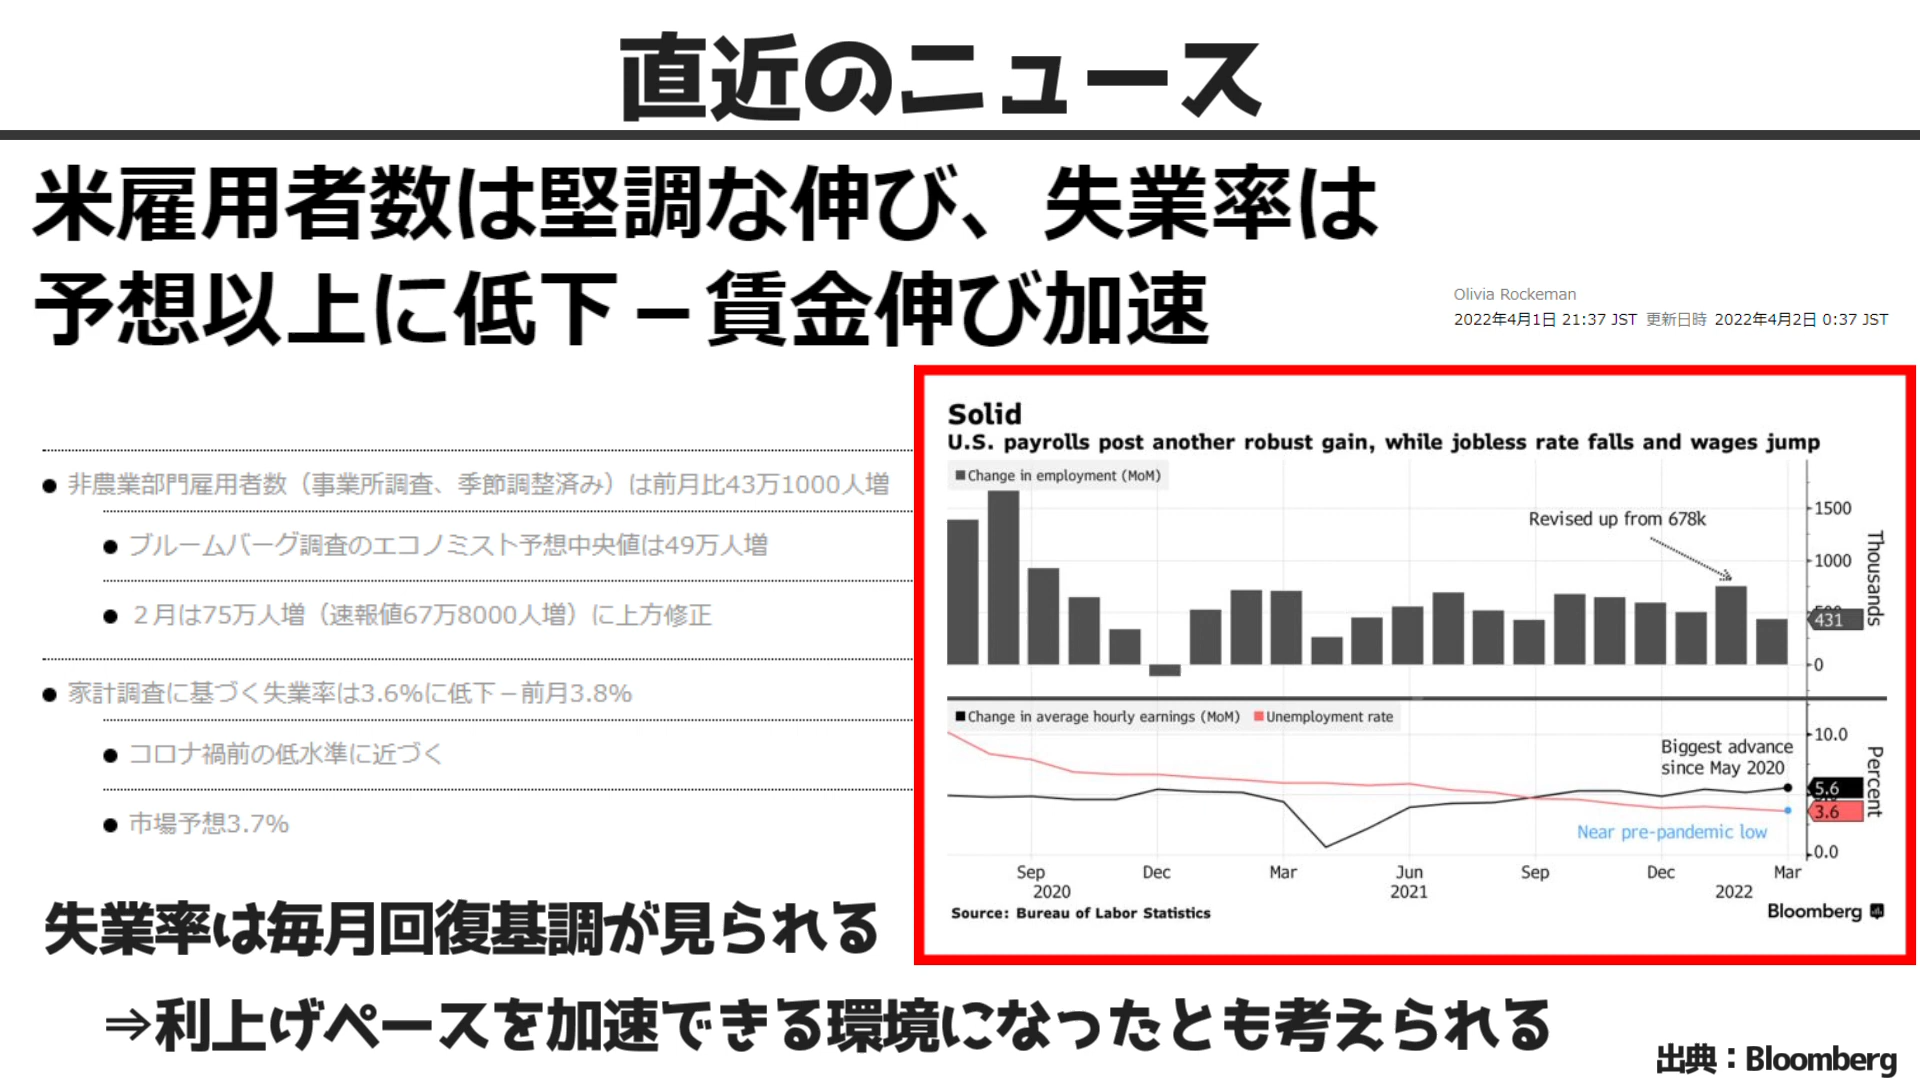 直近のニュース
米雇用者数は堅調な伸び、失業率は
予想以上に低下－賃金伸び加速
Olivia Rockeman
2022年4月1日 21:37 JST 更新日時 2022年4月2日 0:37 JST
● 非農業部門雇用者数（事業所調査、季節調整済み）は前月比43万1000人増
● ブルームバーグ調査のエコノミスト予想中央値は49万人増
● ２月は75万人増（速報値67万8000人増）に上方修正
● 家計調査に基づく失業率は3.6%に低下－前月3.8%
● コロナ禍前の低水準に近づく
● 市場予想3.7%
Solid
U.S. payrolls post another robust gain, while jobless rate falls and wages jump
Change in employment (MoM)
Revised up from 678k
1500
1000
431
0
Thousands
Change in average hourly earnings (MoM) Unemployment rate
Biggest advance
since May 2020
Near pre-pandemic low
10.0
5.6
3.6
0.0
Percent
Sep Dec Mar Jun Sep Dec Mar
2020 2021 2022
Source: Bureau of Labor Statistics
Bloomberg
失業率は毎月回復基調が見られる
⇒利上げペースを加速できる環境になったとも考えられる
出典：Bloomberg